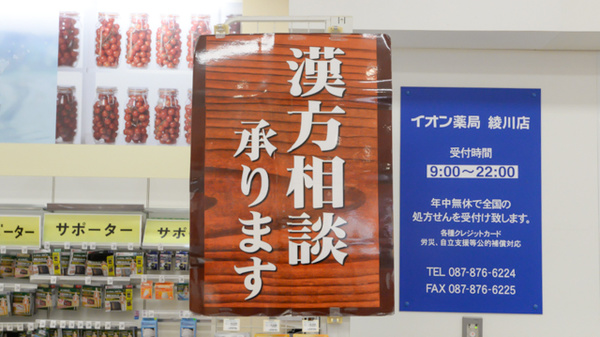 漢方相談
承ります
イオン薬局 綾川店
受付時間
9:00〜22:00
年中無休で全国の
処方せんを受付け致します。
各種クレジットカード
労災、自立支援等公的補償対応
TEL 087-876-6224
FAX 087-876-6225
ーター
サポーター
サポ